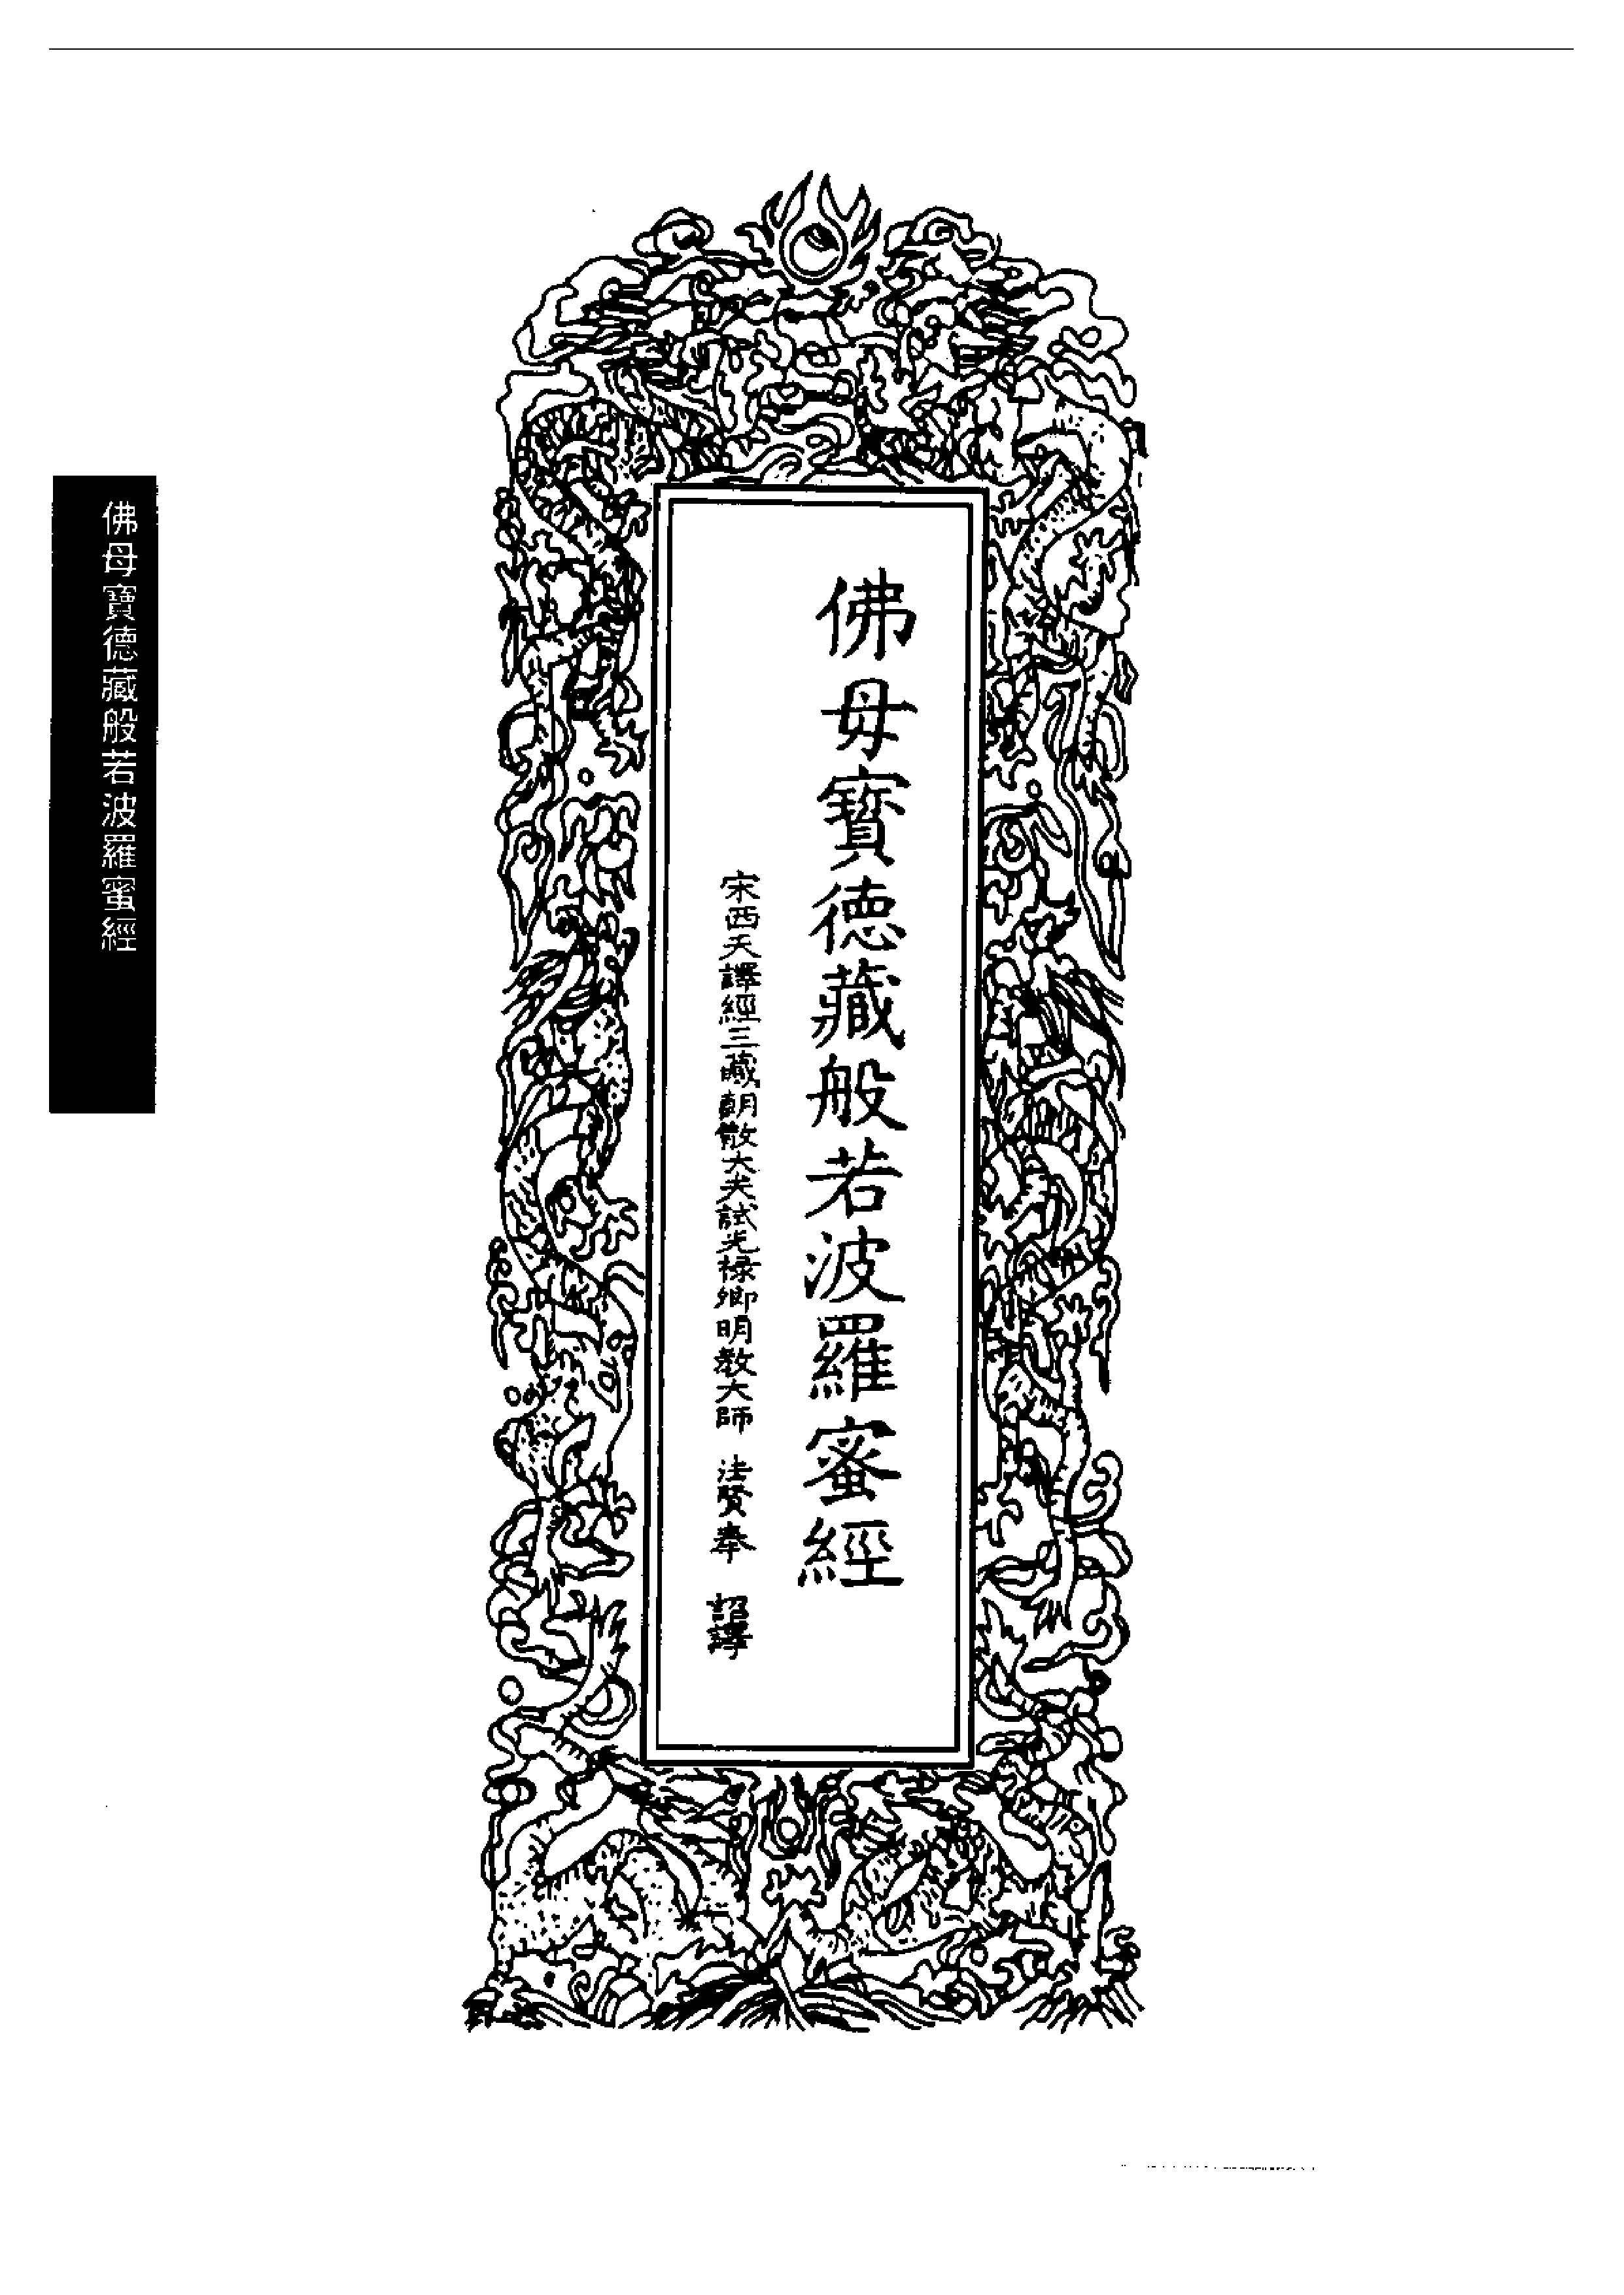 佛母寶德藏般若波羅蜜經
宋西天譯經三藏朝散大夫試光祿卿明教大師 法賢奉 詔譯
佛母寶德藏般若波羅蜜經